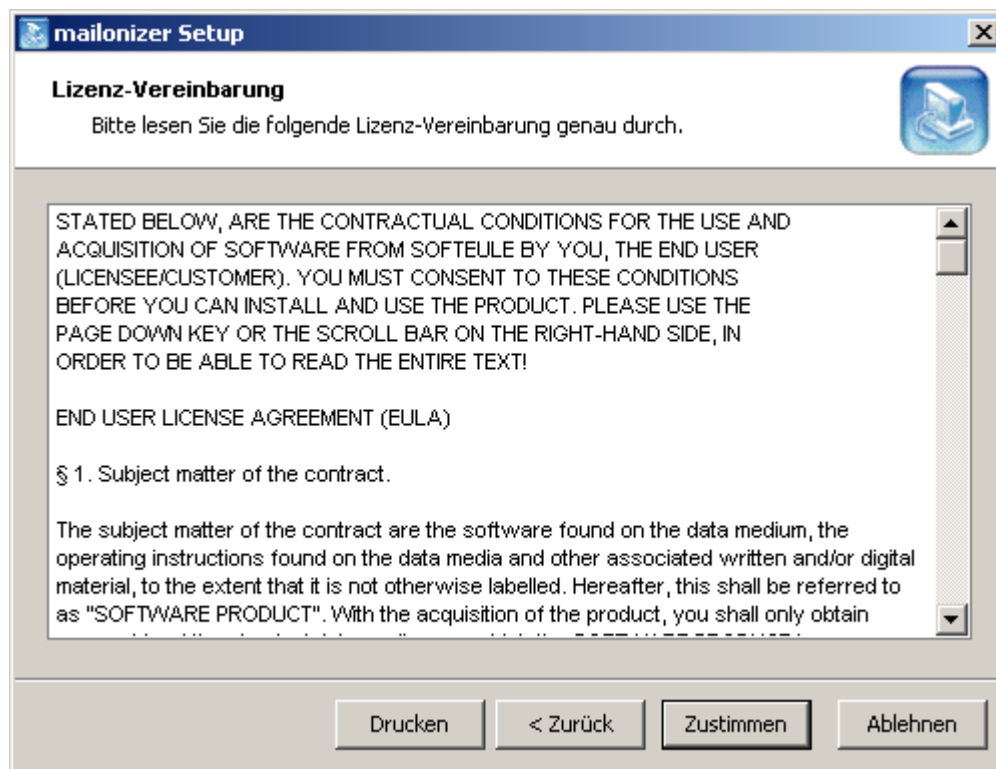 mailonizer Setup
Lizenz-Vereinbarung
Bitte lesen Sie die folgende Lizenz-Vereinbarung genau durch.
STATED BELOW, ARE THE CONTRACTUAL CONDITIONS FOR THE USE AND
ACQUISITION OF SOFTWARE FROM SOFTEULE BY YOU, THE END USER
(LICENSEE/CUSTOMER). YOU MUST CONSENT TO THESE CONDITIONS
BEFORE YOU CAN INSTALL AND USE THE PRODUCT. PLEASE USE THE
PAGE DOWN KEY OR THE SCROLL BAR ON THE RIGHT-HAND SIDE, IN
ORDER TO BE ABLE TO READ THE ENTIRE TEXT!
END USER LICENSE AGREEMENT (EULA)
§ 1. Subject matter of the contract.
The subject matter of the contract are the software found on the data medium, the
operating instructions found on the data media and other associated written and/or digital
material, to the extent that it is not otherwise labelled. Hereafter, this shall be referred to
as "SOFTWARE PRODUCT". With the acquisition of the product, you shall only obtain
Drucken
< Zurück
Zustimmen
Ablehnen